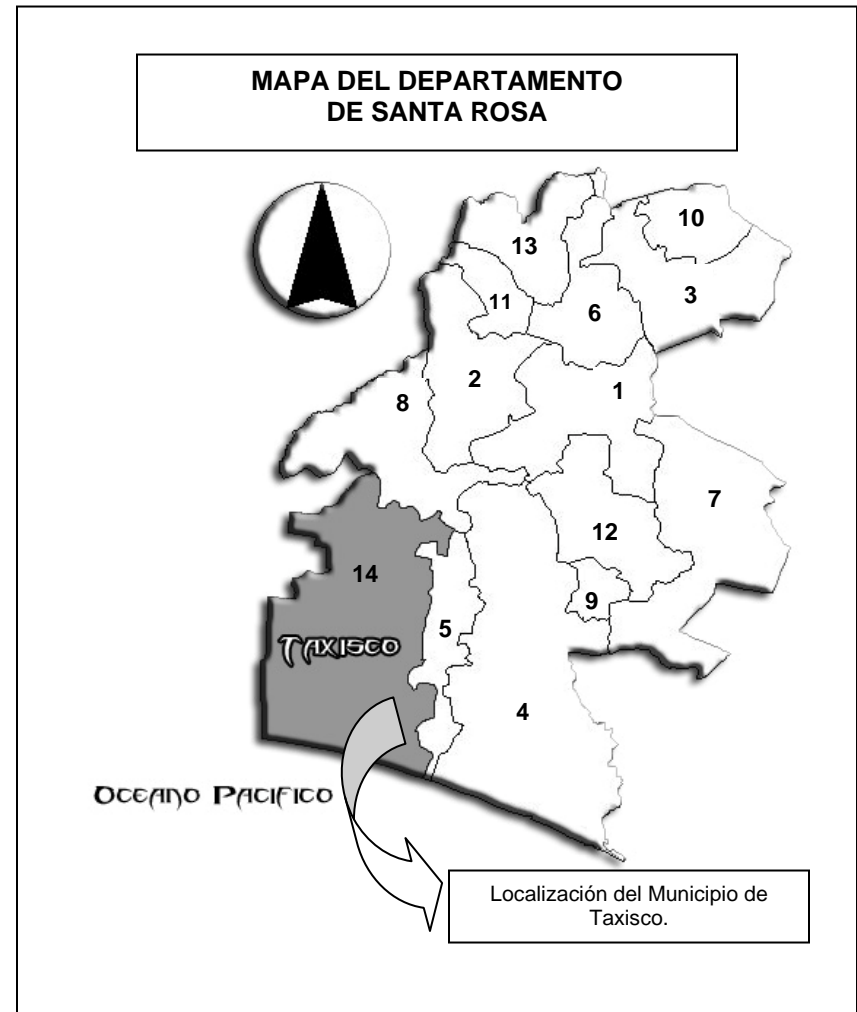 MAPA DEL DEPARTAMENTO
DE SANTA ROSA
10
13
3
11
6
2
1
8
7
12
14
9
5
TAXISCO
4
OCEANO PACIFICO
Localización del Municipio de
Taxisco.